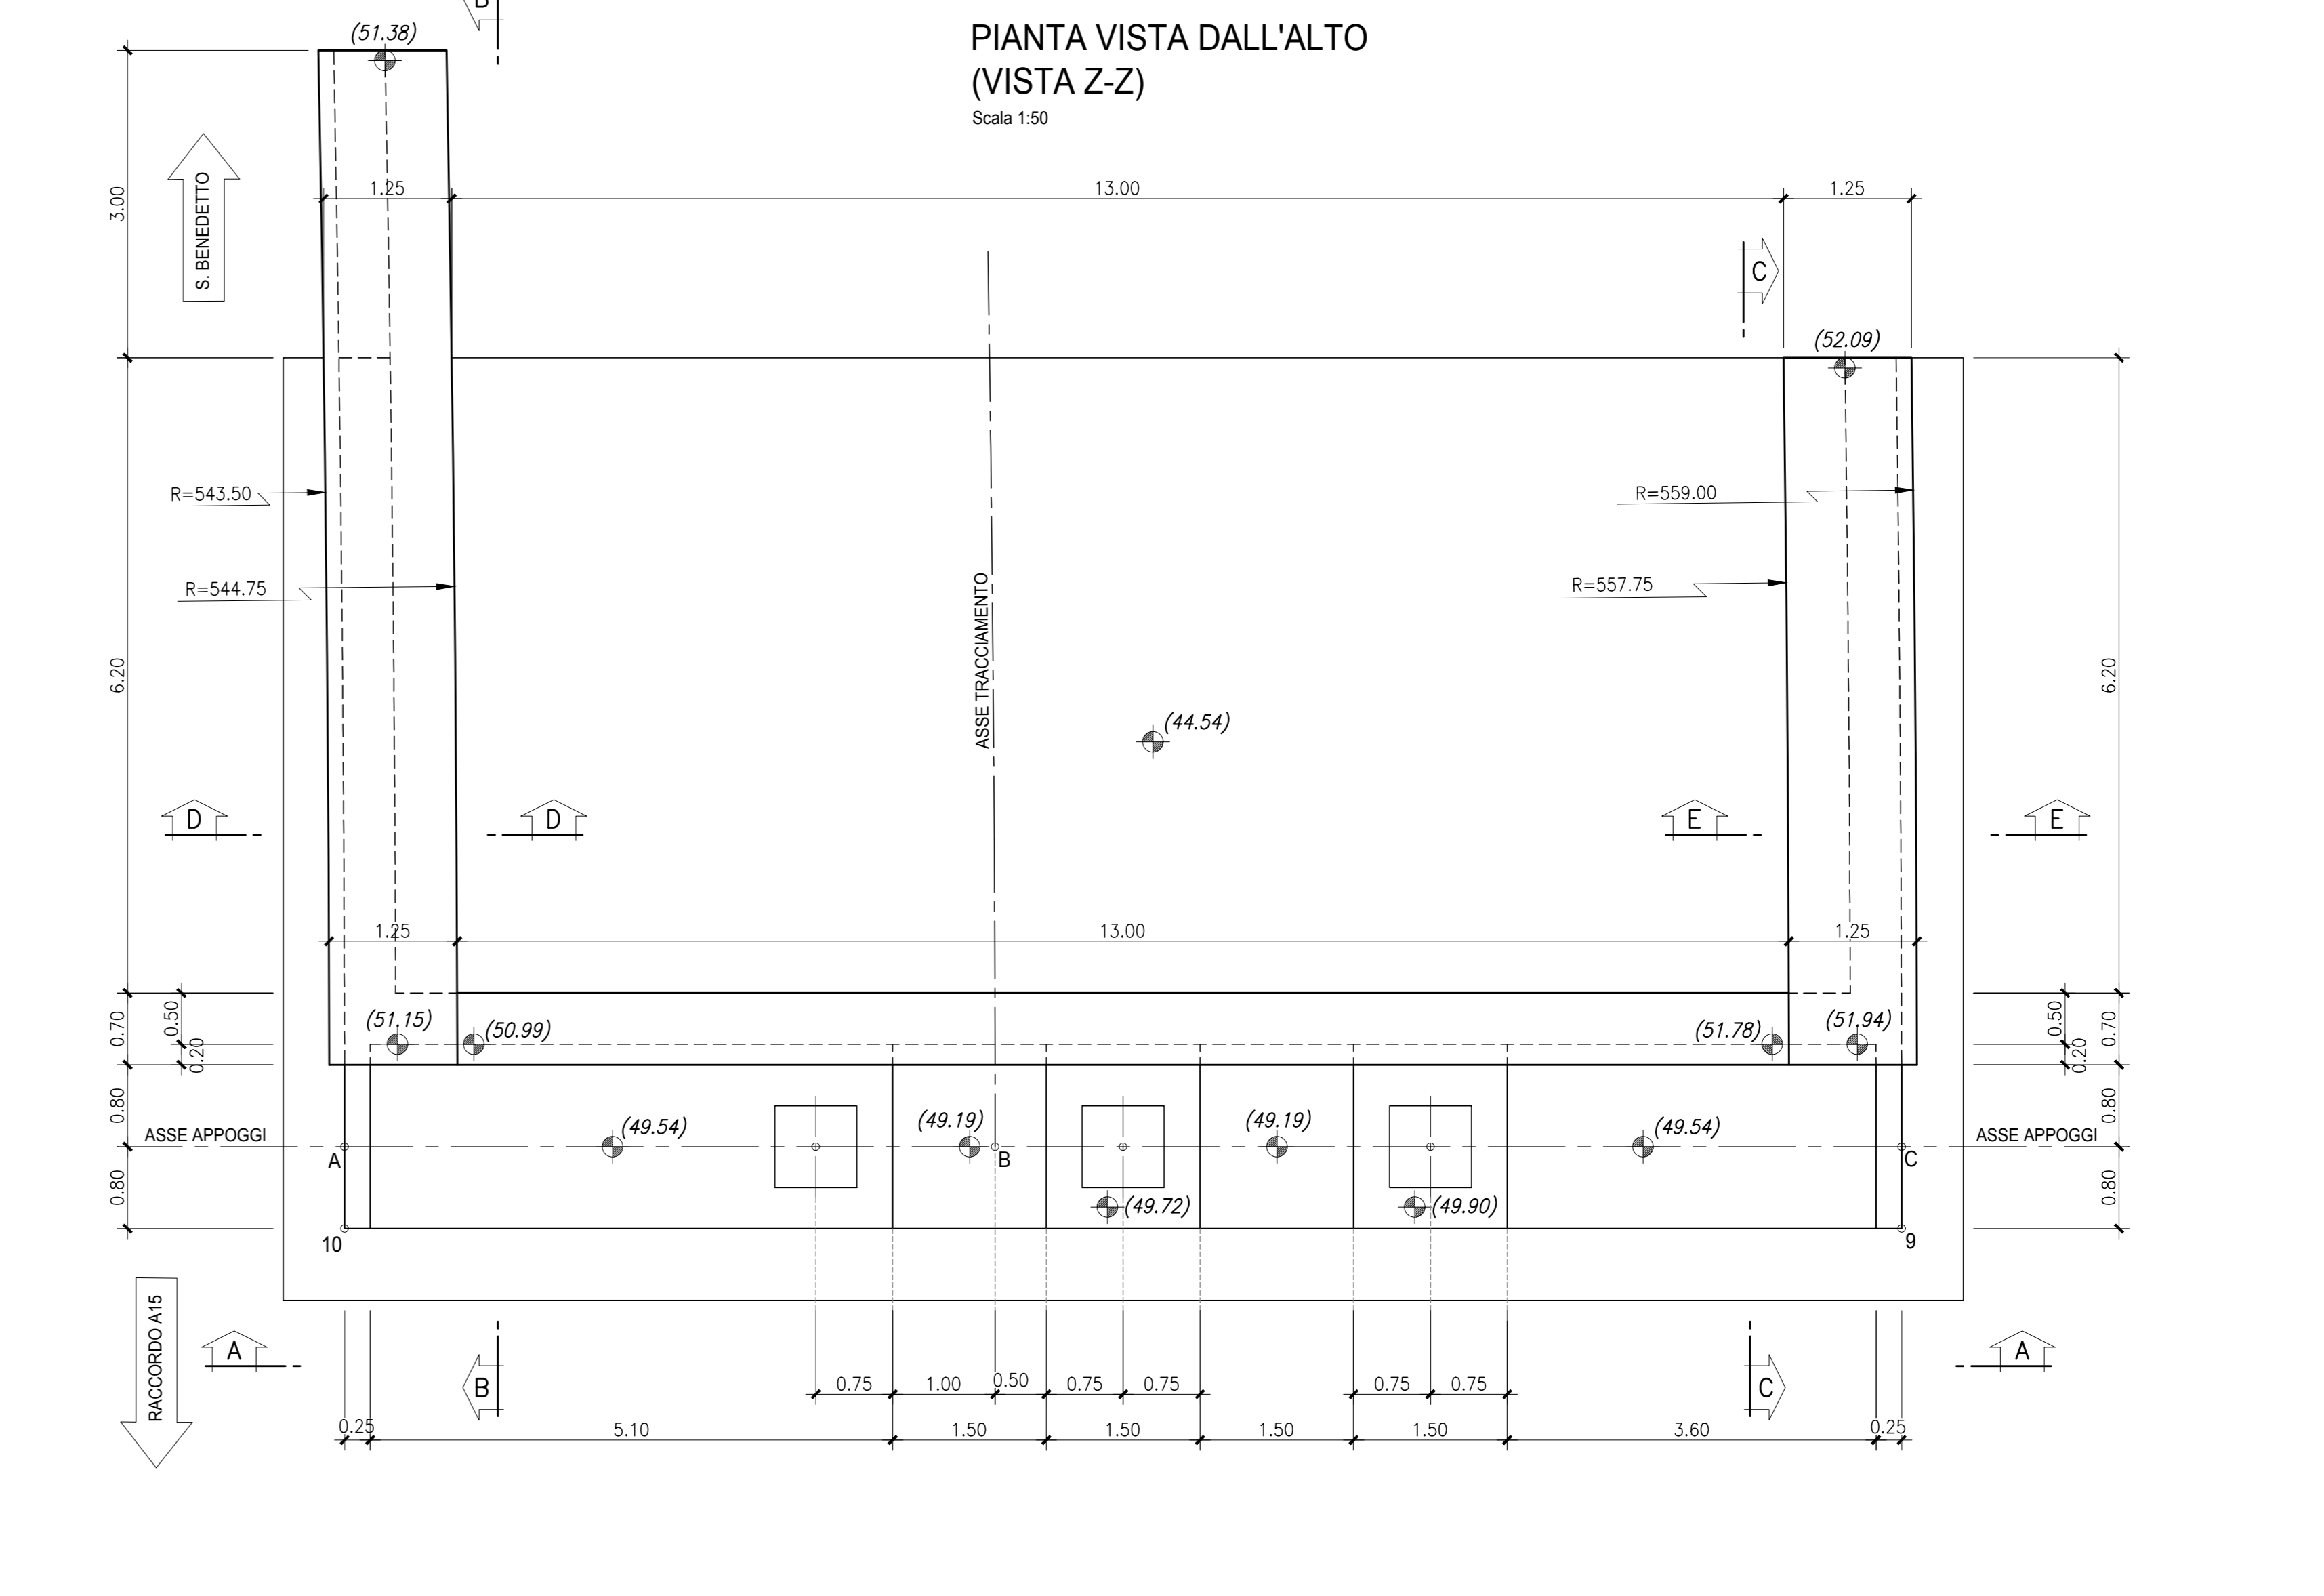 B
(51.38)
PIANTA VISTA DALL'ALTO
(VISTA Z-Z)
Scala 1:50
3.00
S. BENEDETTO
1.25
13.00
1.25
C
(52.09)
R=543.50
R=559.00
R=544.75
R=557.75
ASSE TRACCIAMENTO
6.20
6.20
(44.54)
D
D
E
E
1.25
13.00
1.25
0.70
0.50
0.20
(51.15)
(50.99)
(51.78)
(51.94)
0.50
0.20
0.70
0.80
0.80
ASSE APPOGGI
(49.54)
(49.19)
(49.19)
(49.54)
ASSE APPOGGI
A
B
C
0.80
(49.72)
(49.90)
0.80
10
9
RACCORDO A15
A
B
C
A
0.75
1.00
0.50
0.75
0.75
0.75
0.75
0.25
5.10
1.50
1.50
1.50
1.50
3.60
0.25